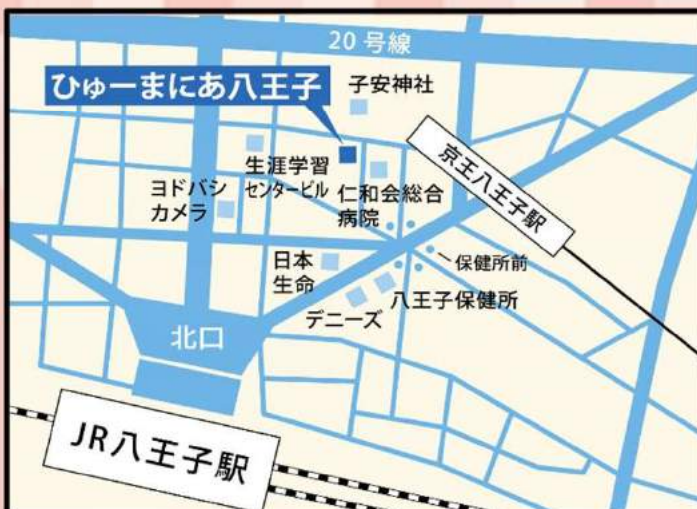 20号線
子安神社
ひゅーまにあ八王子
京王八王子駅
生涯学習
センタービル
仁和会総合
病院
ヨドバシ
カメラ
保健所前
日本
生命
八王子保健所
デニーズ
北口
JR八王子駅